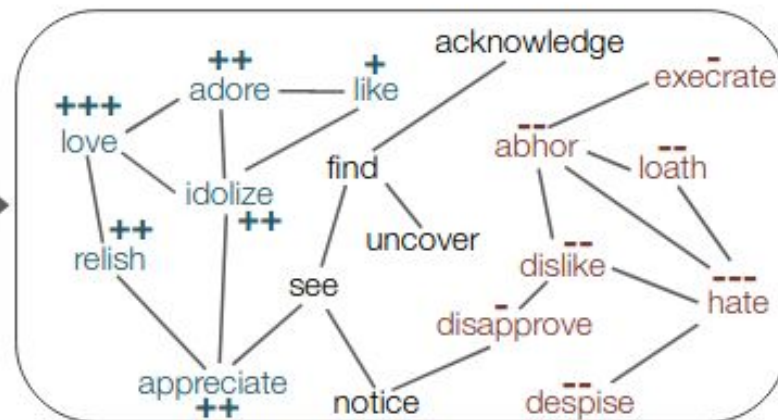 acknowledge
++
adore
+
like
-
execrate
+++
love
--
abhor
--
loath
find
idolize
++
uncover
++
relish
--
dislike
see
---
hate
-
disapprove
appreciate
++
notice
--
despise